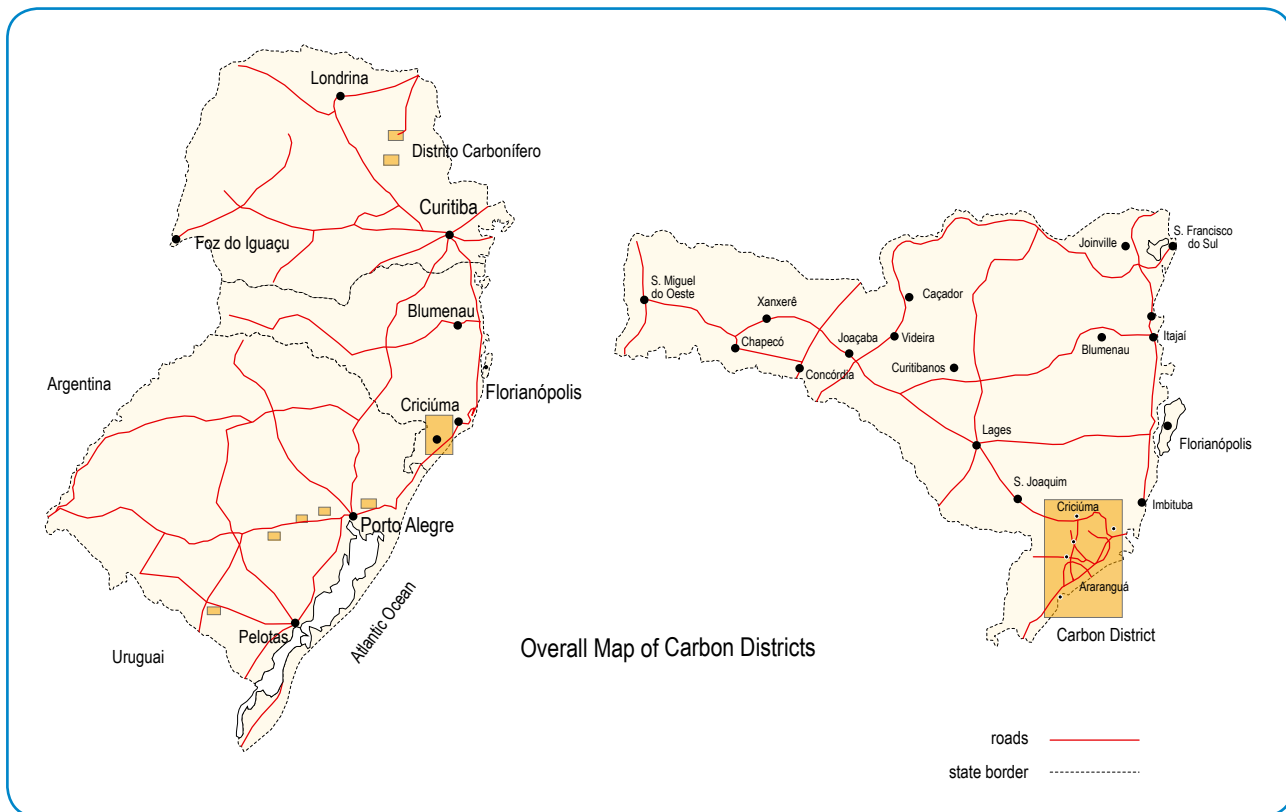 Londrina
Distrito Carbonífero
Curitiba
Foz do Iguaçu
Blumenau
Argentina
Florianópolis
Criciúma
Porto Alegre
Atlantic Ocean
Pelotas
Uruguai
S. Francisco
do Sul
Joinville
S. Miguel
do Oeste
Caçador
Xanxerê
Joaçaba
Videira
Itajaí
Chapecó
Blumenau
Concórdia
Curitibanos
Lages
Florianópolis
S. Joaquim
Imbituba
Criciúma
Araranguá
Carbon District
Overall Map of Carbon Districts
roads
state border